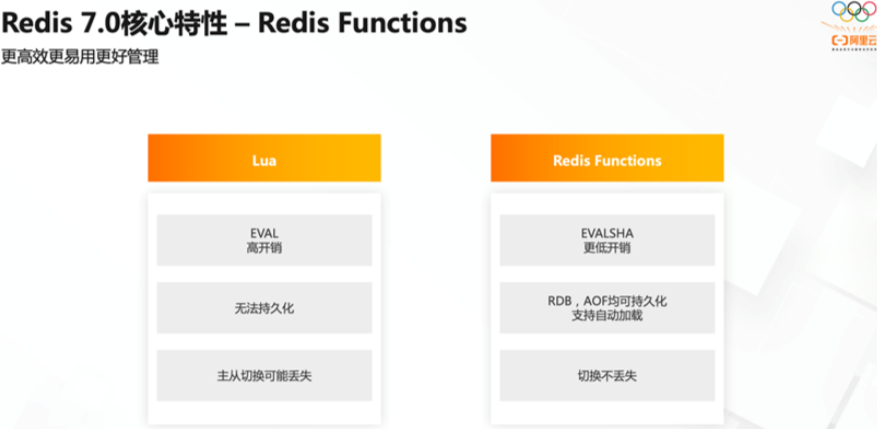 Redis 7.0核心特性 – Redis Functions
更高效更易用更好管理
阿里云
Lua
EVAL
高开销
无法持久化
主从切换可能丢失
Redis Functions
EVALSHA
更低开销
RDB，AOF均可持久化
支持自动加载
切换不丢失